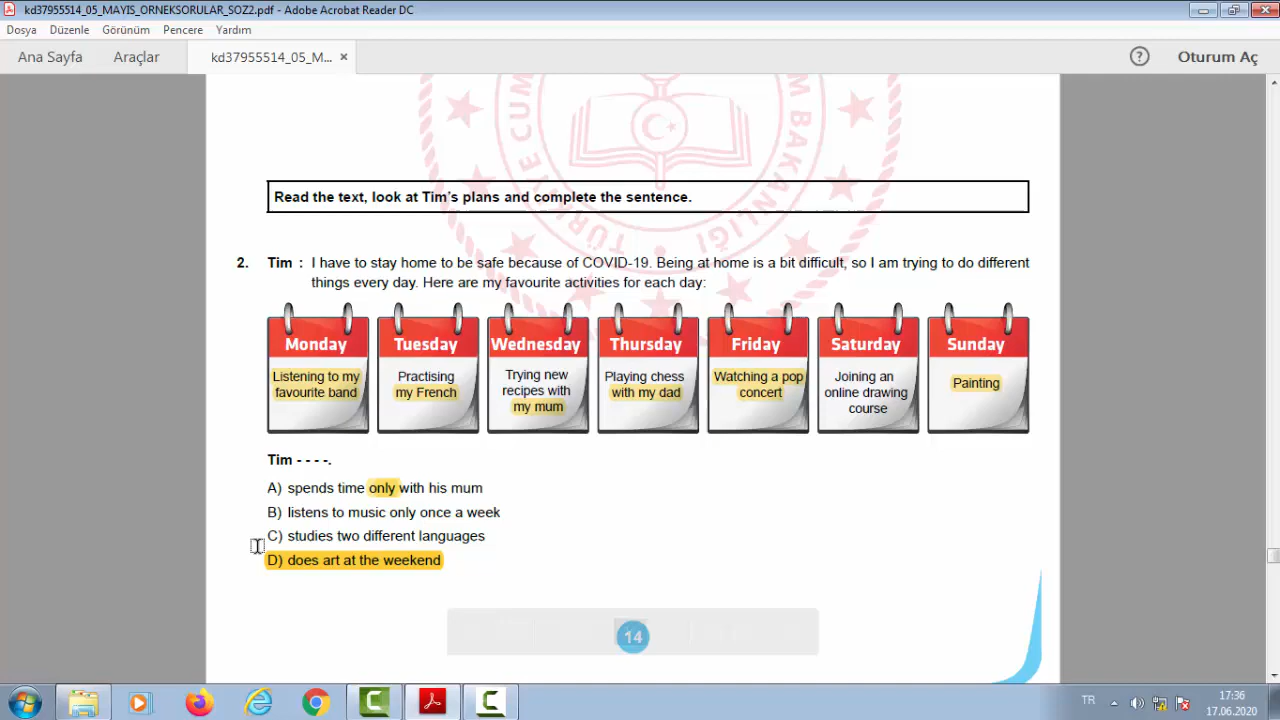 kd37955514_05_MAYIS_ORNEKSORULAR_SOZ2.pdf - Adobe Acrobat Reader DC
Dosya Düzenle Görünüm Pencere Yardım
Ana Sayfa Araçlar kd37955514_05_M... × ? Oturum Aç
TÜRKİYE CUM
M BAKANLIĞI
Read the text, look at Tim's plans and complete the sentence.
2. Tim : I have to stay home to be safe because of COVID-19. Being at home is a bit difficult, so I am trying to do different
things every day. Here are my favourite activities for each day:
Monday
Listening to my
favourite band
Tuesday
Practising
my French
Wednesday
Trying new
recipes with
my mum
Thursday
Playing chess
with my dad
Friday
Watching a pop
concert
Saturday
Joining an
online drawing
course
Sunday
Painting
Tim - - - -.
A) spends time only with his mum
B) listens to music only once a week
C) studies two different languages
D) does art at the weekend
14
TR
17:36
17.06.2020